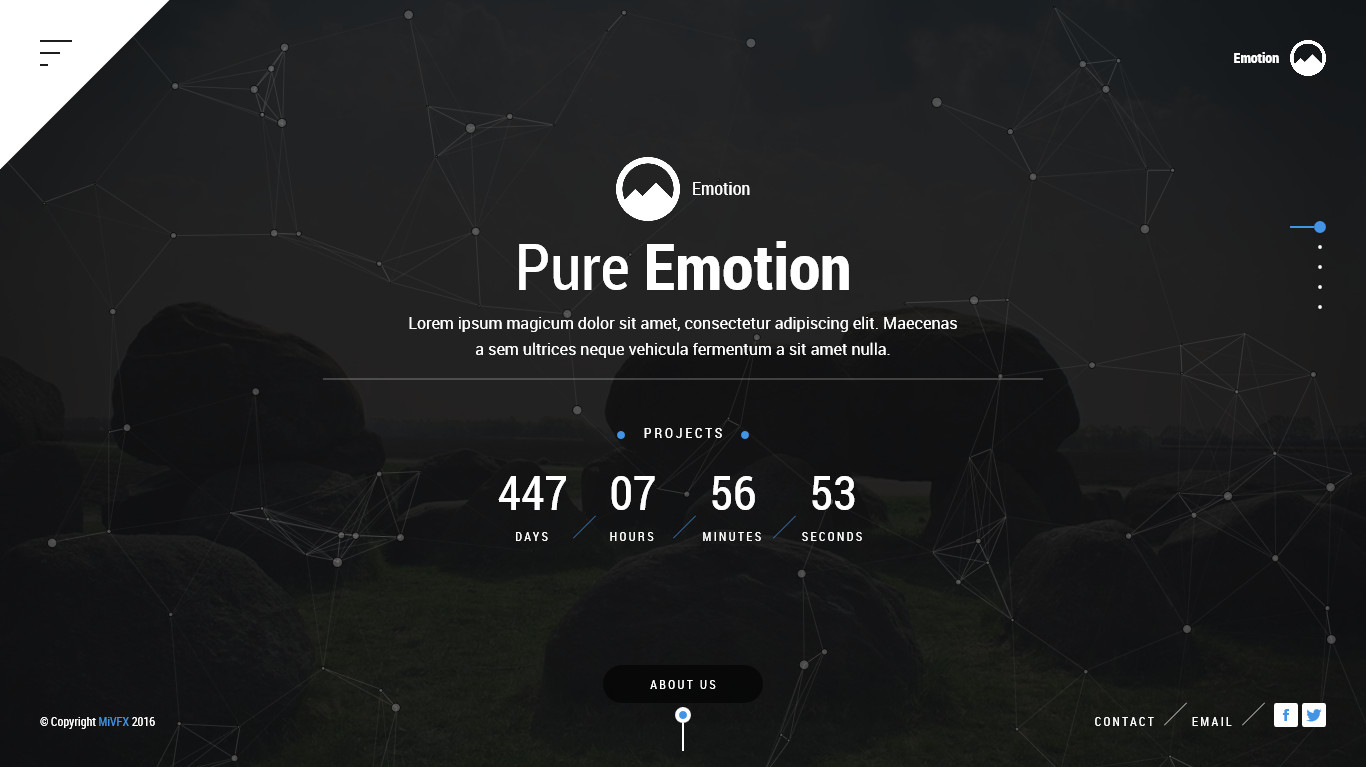 Emotion
Emotion
Pure Emotion
Lorem ipsum magicum dolor sit amet, consectetur adipiscing elit. Maecenas
a sem ultrices neque vehicula fermentum a sit amet nulla.
PROJECTS
447 07 56 53
DAYS HOURS MINUTES SECONDS
ABOUT US
© Copyright MiVFX 2016
CONTACT EMAIL f